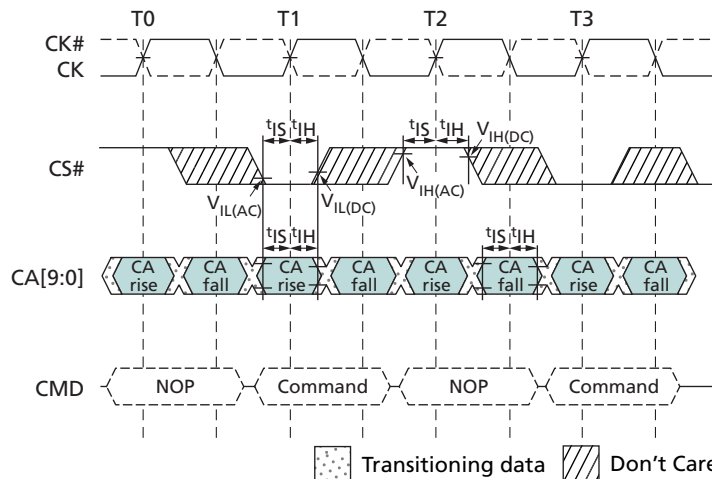 T0 T1 T2 T3
CK#
CK
tIS tIH tIS tIH VIH(DC)
CS#
VIL(AC) VIL(DC) VIH(AC)
tIS tIH tIS tIH
CA[9:0] CA rise CA fall CA rise CA fall CA rise CA fall CA rise CA fall
CMD NOP Command NOP Command
Transitioning data Don't Care